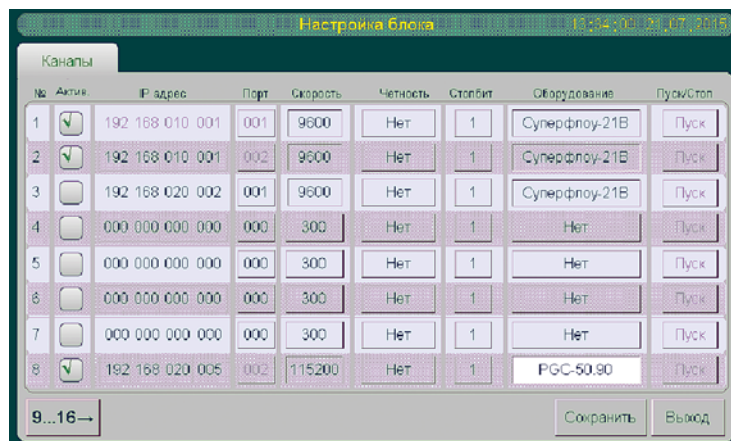 Настройка блока 13:34:00 21.07.2015
Каналы
№ Актив. IP адрес Порт Скорость Четность Стопбит Оборудование Пуск/Стоп
1 192 168 010 001 001 9600 Нет 1 Суперфлоу-21В Пуск
2 192 168 010 001 002 9600 Нет 1 Суперфлоу-21В Пуск
3 192 168 020 002 001 9600 Нет 1 Суперфлоу-21В Пуск
4 000 000 000 000 000 300 Нет 1 Нет Пуск
5 000 000 000 000 000 300 Нет 1 Нет Пуск
6 000 000 000 000 000 300 Нет 1 Нет Пуск
7 000 000 000 000 000 300 Нет 1 Нет Пуск
8 192 168 020 005 002 115200 Нет 1 PGC-50.90 Пуск
9...16→ Сохранить Выход